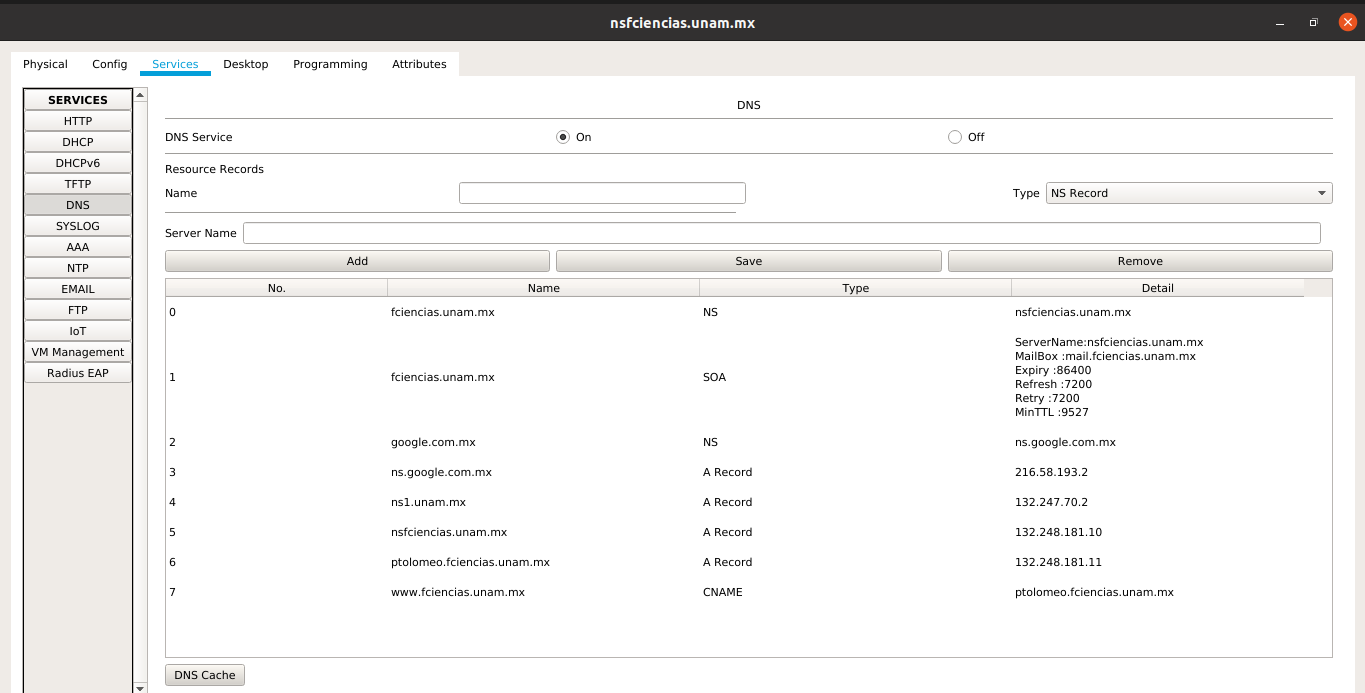 nsfciencias.unam.mx
Physical Config Services Desktop Programming Attributes
SERVICES
HTTP
DHCP
DHCPv6
TFTP
DNS
SYSLOG
AAA
NTP
EMAIL
FTP
IoT
VM Management
Radius EAP
DNS
DNS Service On Off
Resource Records
Name Type NS Record
Server Name
Add Save Remove
No. Name Type Detail
0 fciencias.unam.mx NS nsfciencias.unam.mx
1 fciencias.unam.mx SOA ServerName:nsfciencias.unam.mx
MailBox :mail.fciencias.unam.mx
Expiry :86400
Refresh :7200
Retry :7200
MinTTL :9527
2 google.com.mx NS ns.google.com.mx
3 ns.google.com.mx A Record 216.58.193.2
4 ns1.unam.mx A Record 132.247.70.2
5 nsfciencias.unam.mx A Record 132.248.181.10
6 ptolomeo.fciencias.unam.mx A Record 132.248.181.11
7 www.fciencias.unam.mx CNAME ptolomeo.fciencias.unam.mx
DNS Cache